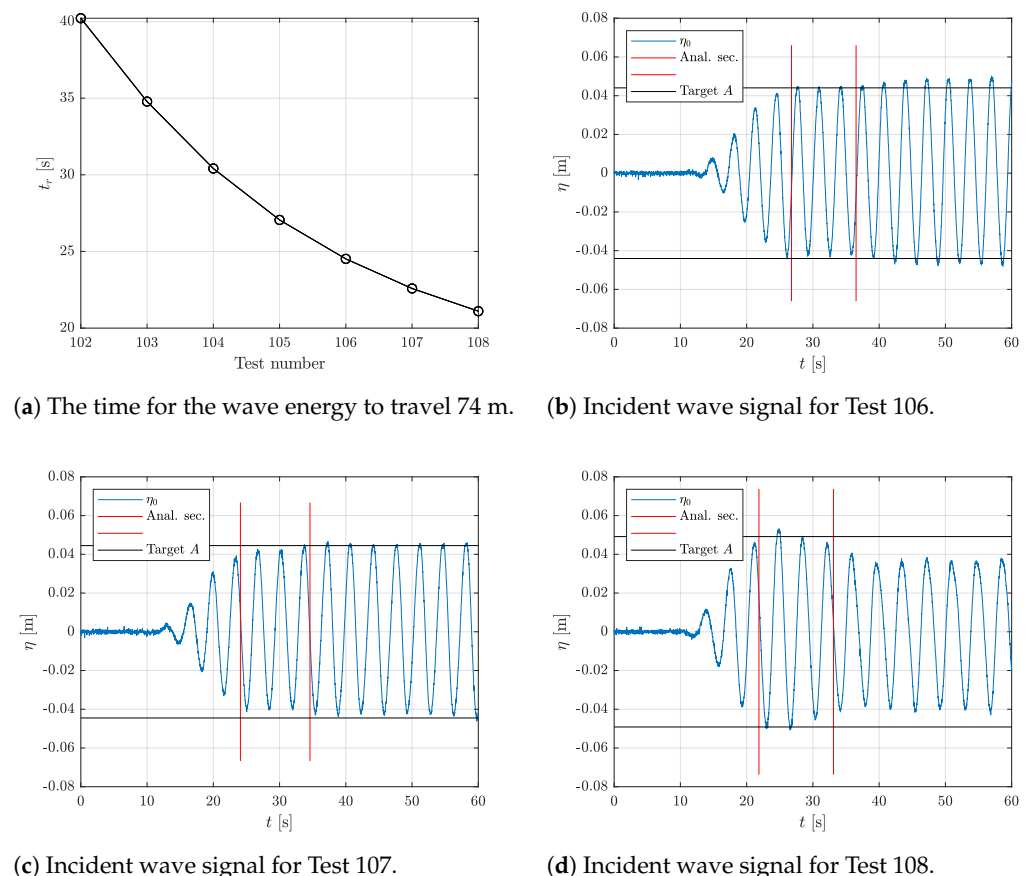 40
35
30
25
20
t_r [s]
102 103 104 105 106 107 108
Test number
(a) The time for the wave energy to travel 74 m.
0.08
0.06
0.04
0.02
0
-0.02
-0.04
-0.06
-0.08
η [m]
η₀
Anal. sec.
Target A
0 10 20 30 40 50 60
t [s]
(b) Incident wave signal for Test 106.
0.08
0.06
0.04
0.02
0
-0.02
-0.04
-0.06
-0.08
η [m]
η₀
Anal. sec.
Target A
0 10 20 30 40 50 60
t [s]
(c) Incident wave signal for Test 107.
0.08
0.06
0.04
0.02
0
-0.02
-0.04
-0.06
-0.08
η [m]
η₀
Anal. sec.
Target A
0 10 20 30 40 50 60
t [s]
(d) Incident wave signal for Test 108.